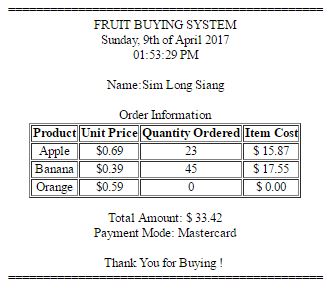 FRUIT BUYING SYSTEM
Sunday, 9th of April 2017
01:53:29 PM
Name:Sim Long Siang
Order Information
Product Unit Price Quantity Ordered Item Cost
Apple $0.69 23 $ 15.87
Banana $0.39 45 $ 17.55
Orange $0.59 0 $ 0.00
Total Amount: $ 33.42
Payment Mode: Mastercard
Thank You for Buying !